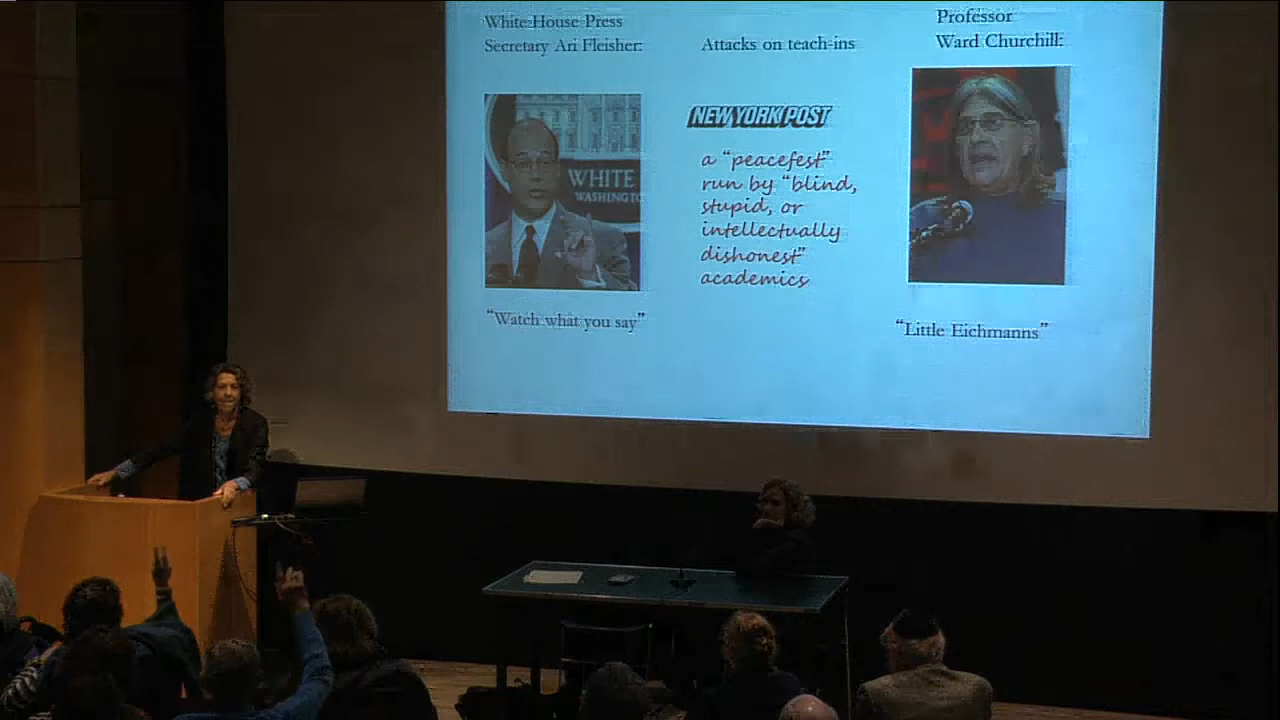 White House Press
Secretary Ari Fleisher:
WHITE
WASHINGTO
"Watch what you say"
Attacks on teach-ins
NEW YORK POST
a "peacefest"
run by "blind,
stupid, or
intellectually
dishonest"
academics
Professor
Ward Churchill:
"Little Eichmanns"